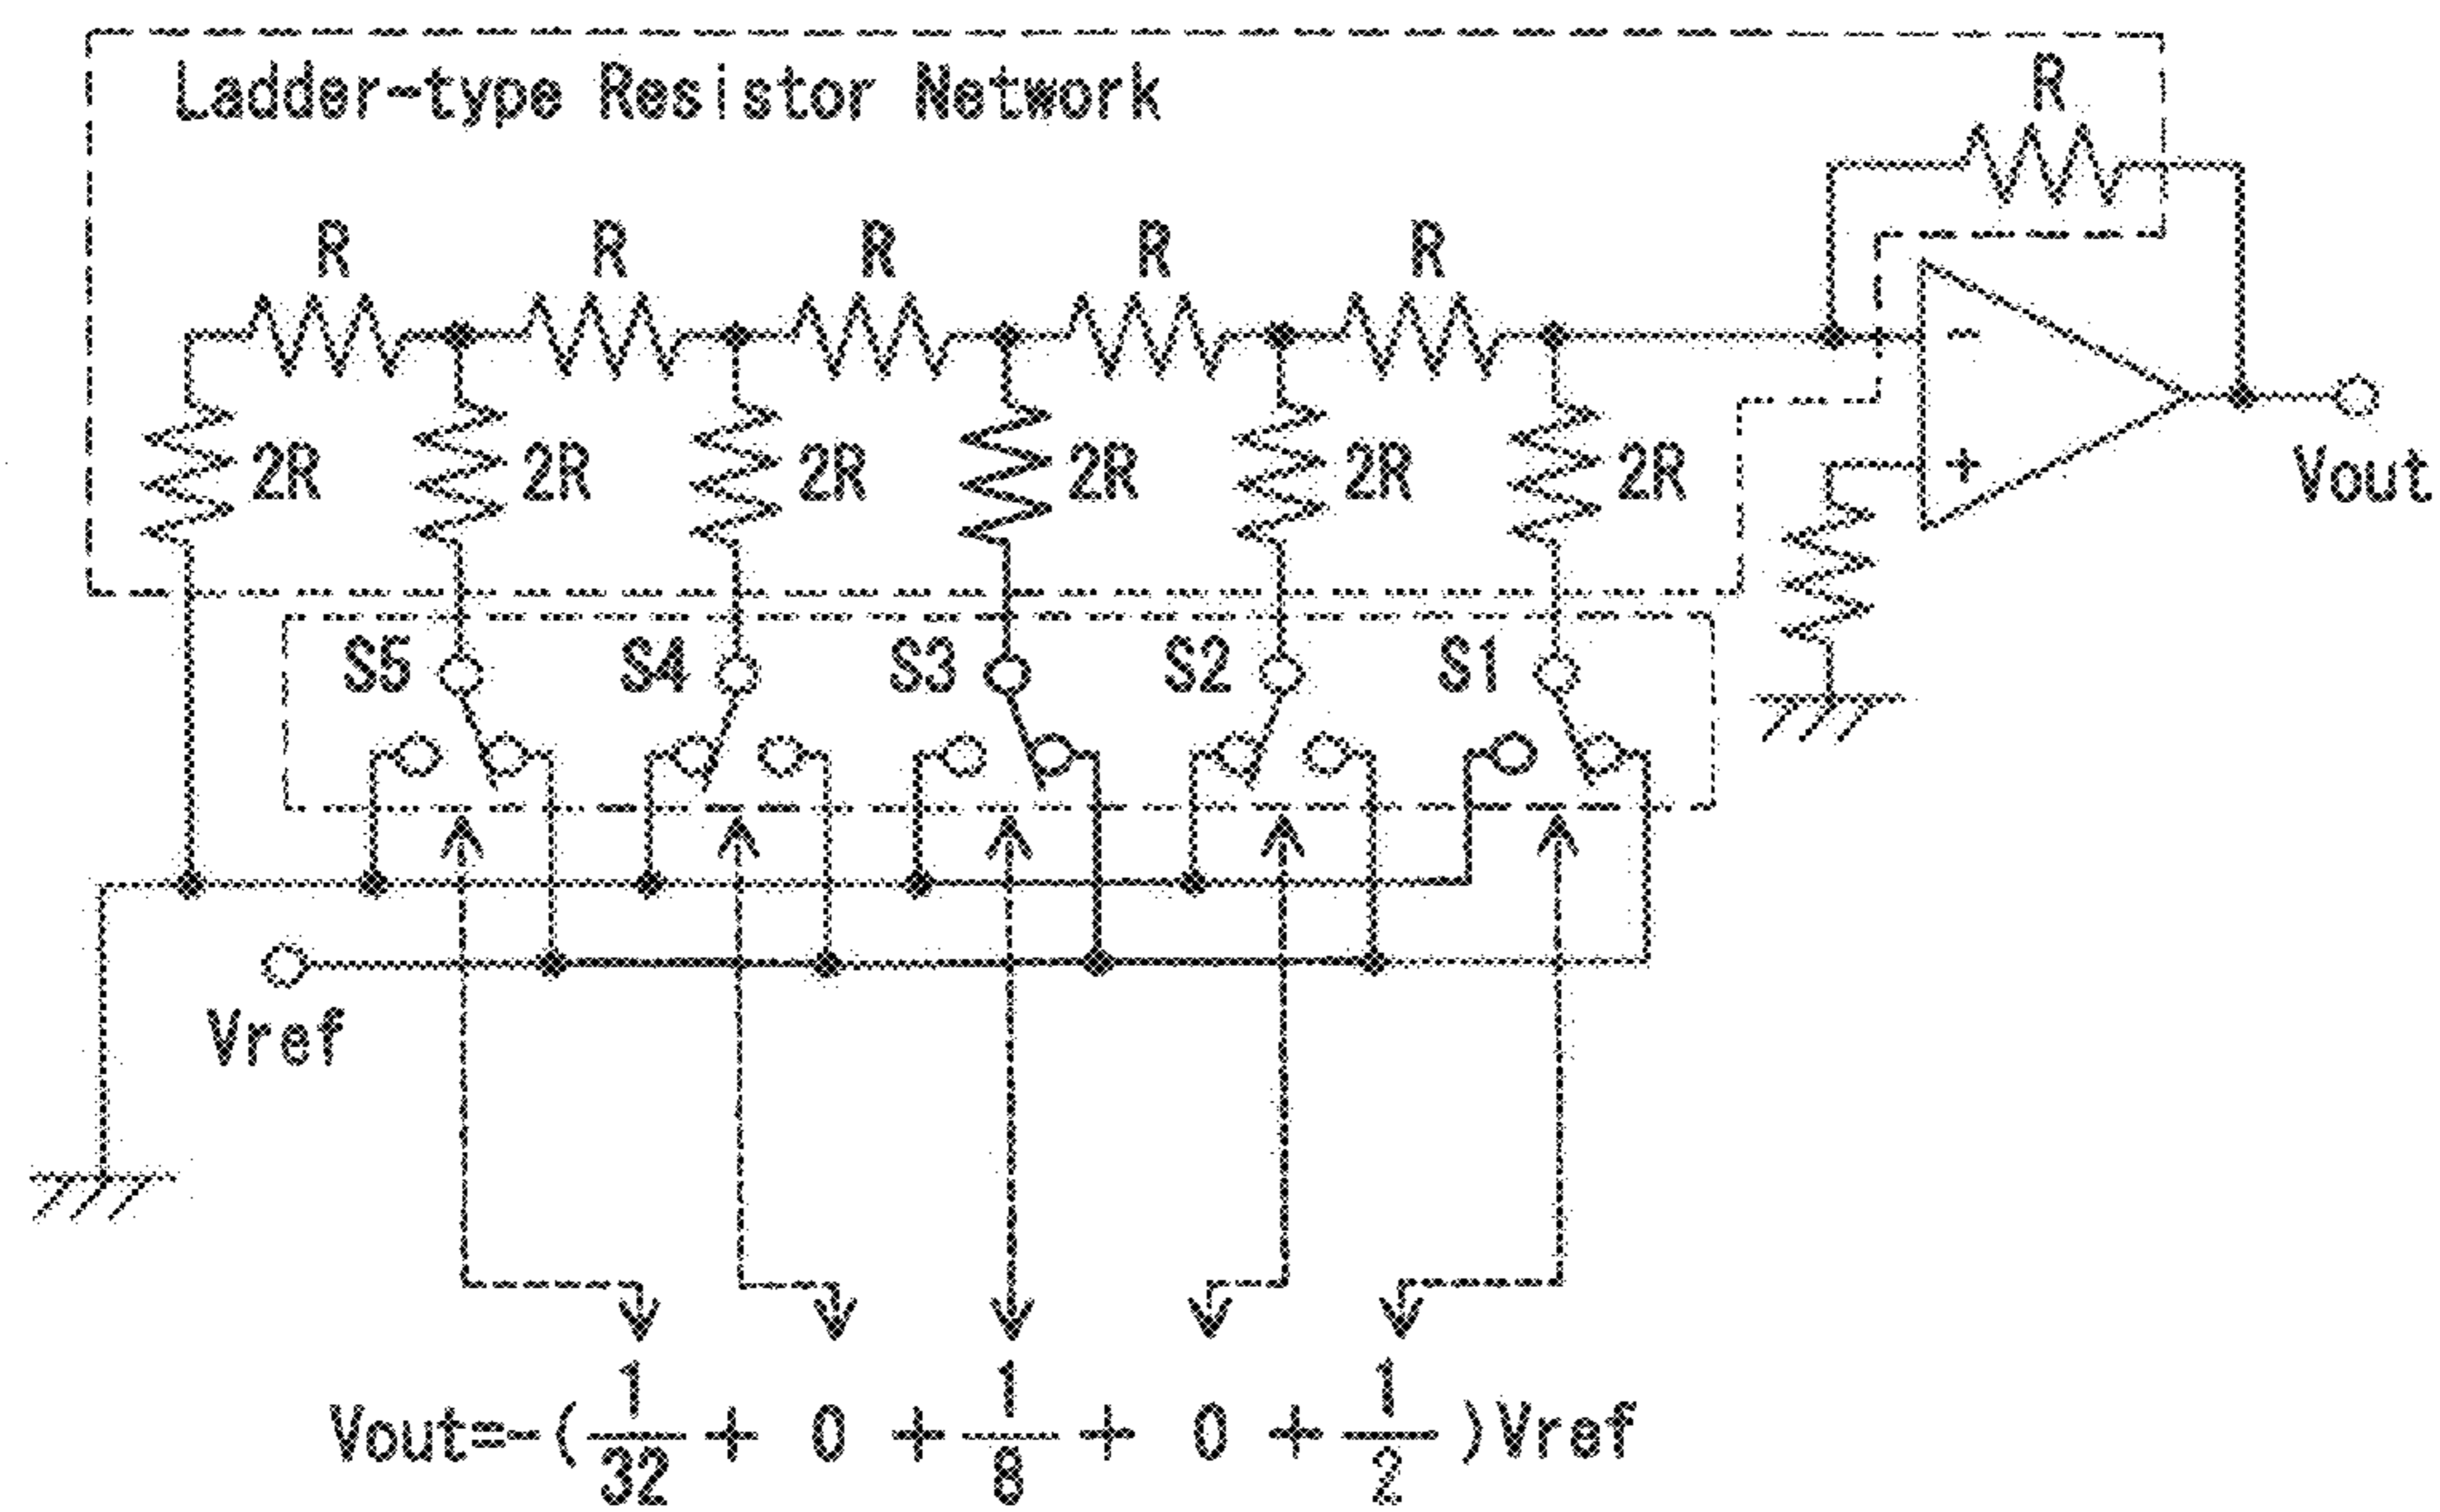 Ladder-type Resistor Network
R
R R R R R
-
2R 2R 2R 2R 2R 2R
+
Vout
S5 S4 S3 S2 S1
Vref
Vout=-(1/32+ 0 +1/8+ 0 +1/2)Vref